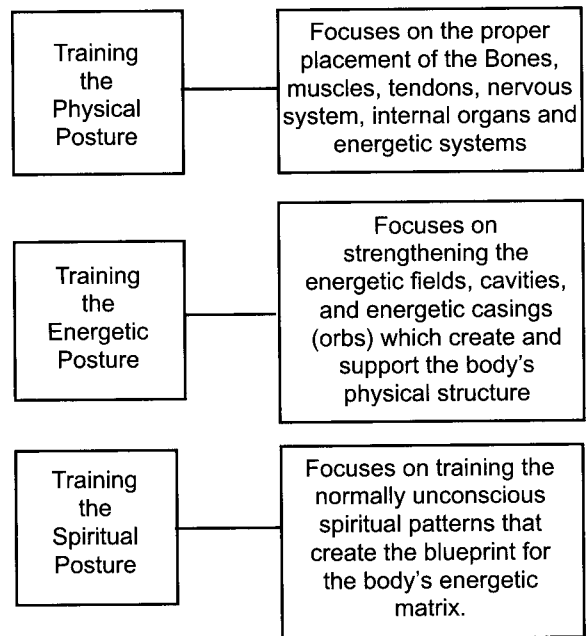 Training
the
Physical
Posture
Focuses on the proper
placement of the Bones,
muscles, tendons, nervous
system, internal organs and
energetic systems
Training
the
Energetic
Posture
Focuses on
strengthening the
energetic fields, cavities,
and energetic casings
(orbs) which create and
support the body's
physical structure
Training
the
Spiritual
Posture
Focuses on training the
normally unconscious
spiritual patterns that
create the blueprint for
the body's energetic
matrix.